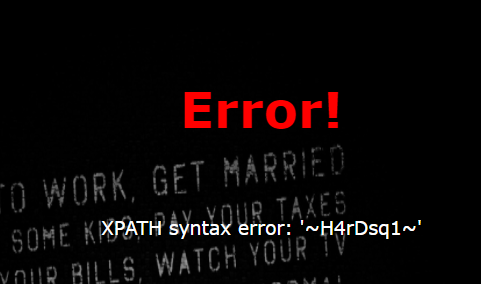 Error!
TO WORK, GET MARRIED
SOME KIDS, PAY YOUR TAXES
XPATH syntax error: '~H4rDsq1~'
YOUR BILLS, WATCH YOUR TV